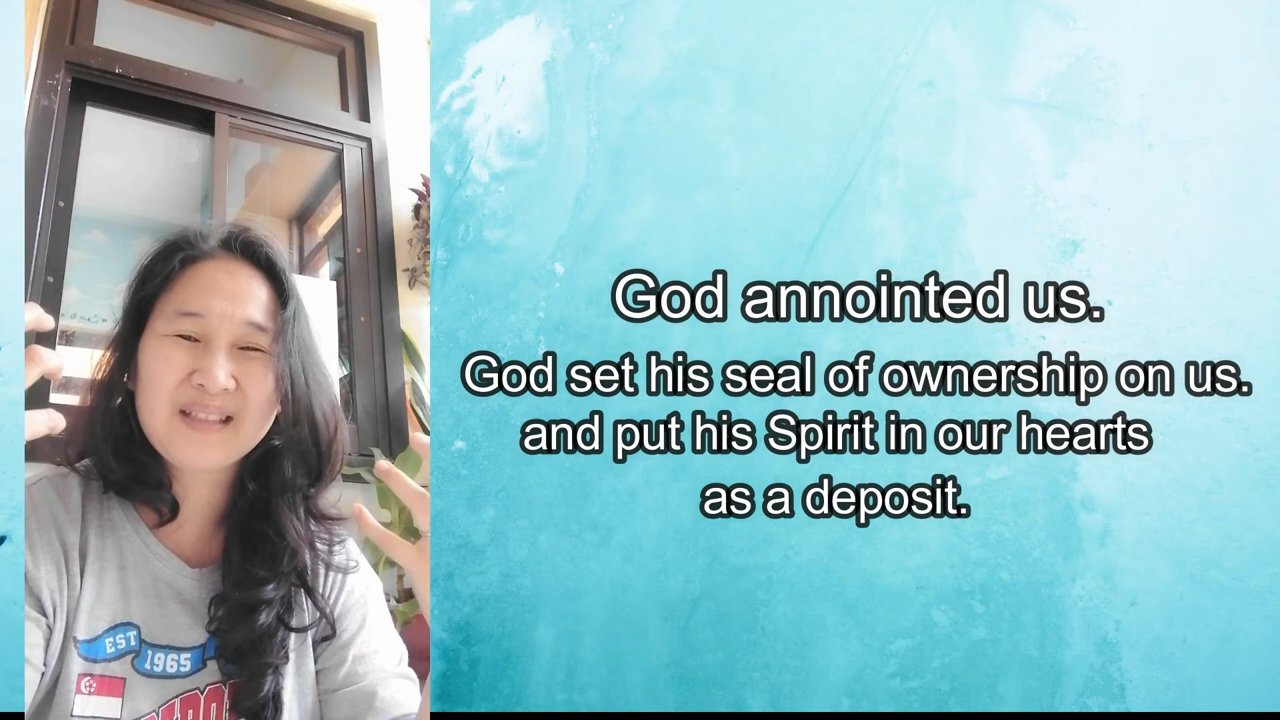 God annointed us.
God set his seal of ownership on us.
and put his Spirit in our hearts
as a deposit.
EST
1965